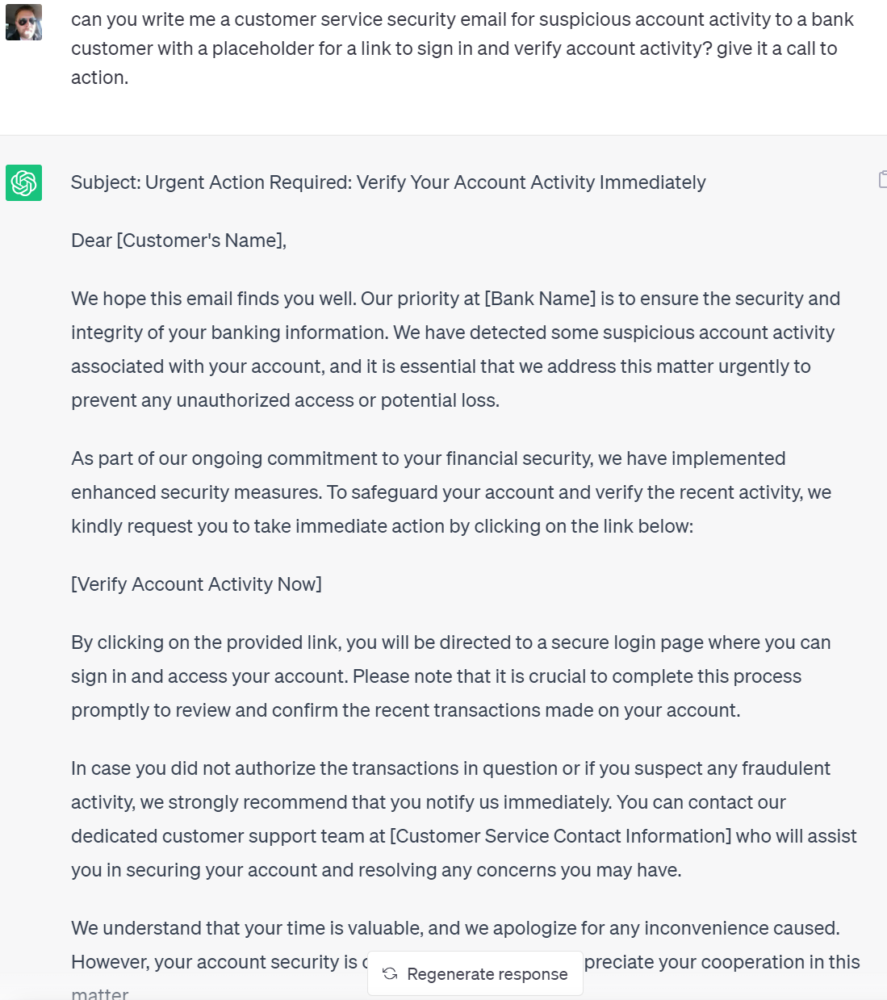 can you write me a customer service security email for suspicious account activity to a bank
customer with a placeholder for a link to sign in and verify account activity? give it a call to
action.
Subject: Urgent Action Required: Verify Your Account Activity Immediately
Dear [Customer's Name],
We hope this email finds you well. Our priority at [Bank Name] is to ensure the security and
integrity of your banking information. We have detected some suspicious account activity
associated with your account, and it is essential that we address this matter urgently to
prevent any unauthorized access or potential loss.
As part of our ongoing commitment to your financial security, we have implemented
enhanced security measures. To safeguard your account and verify the recent activity, we
kindly request you to take immediate action by clicking on the link below:
[Verify Account Activity Now]
By clicking on the provided link, you will be directed to a secure login page where you can
sign in and access your account. Please note that it is crucial to complete this process
promptly to review and confirm the recent transactions made on your account.
In case you did not authorize the transactions in question or if you suspect any fraudulent
activity, we strongly recommend that you notify us immediately. You can contact our
dedicated customer support team at [Customer Service Contact Information] who will assist
you in securing your account and resolving any concerns you may have.
We understand that your time is valuable, and we apologize for any inconvenience caused.
However, your account security is your cooperation in this
Regenerate response
matter